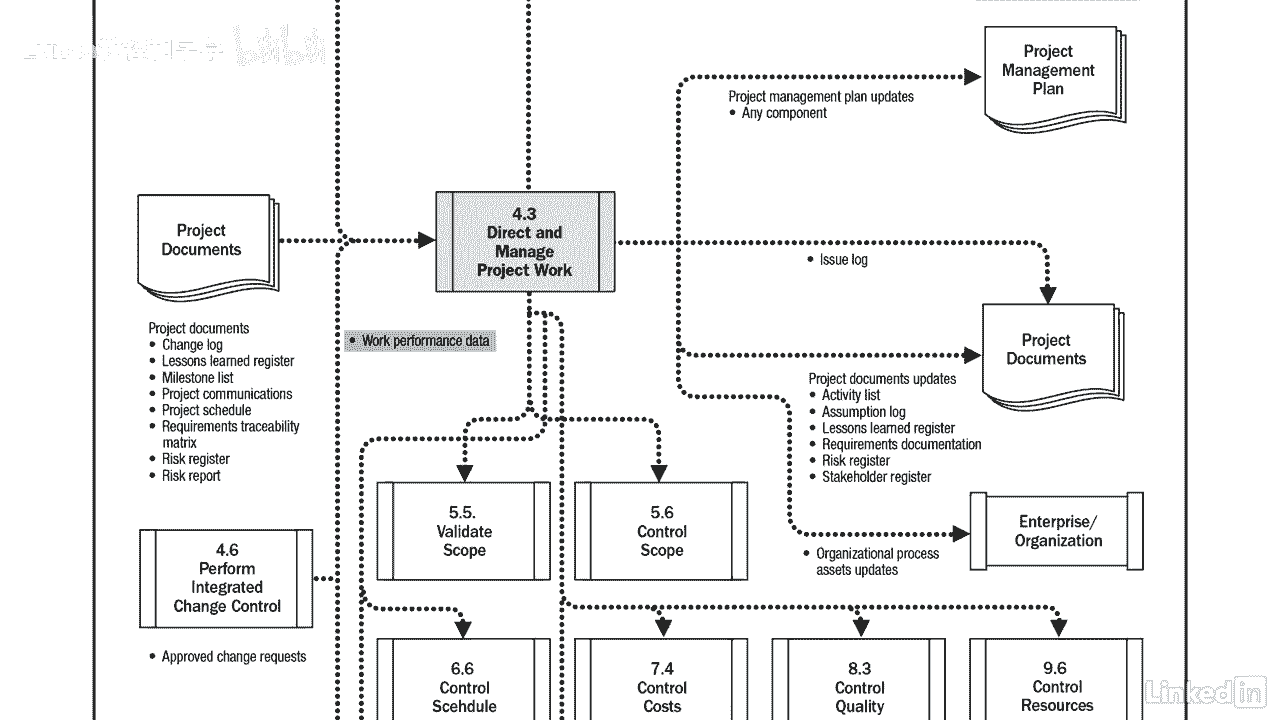 Project
Management
Plan
Project management plan updates
• Any component
Project
Documents
4.3
Direct and
Manage
Project Work
• Issue log
Project documents
• Change log
• Lessons learned register
• Milestone list
• Project communications
• Project schedule
• Requirements traceability
matrix
• Risk register
• Risk report
• Work performance data
Project
Documents
Project documents updates
• Activity list
• Assumption log
• Lessons learned register
• Requirements documentation
• Risk register
• Stakeholder register
5.5.
Validate
Scope
5.6
Control
Scope
Enterprise/
Organization
• Organizational process
assets updates
4.6
Perform
Integrated
Change Control
• Approved change requests
6.6
Control
Scehdule
7.4
Control
Costs
8.3
Control
Quality
9.6
Control
Resources
LinkedIn